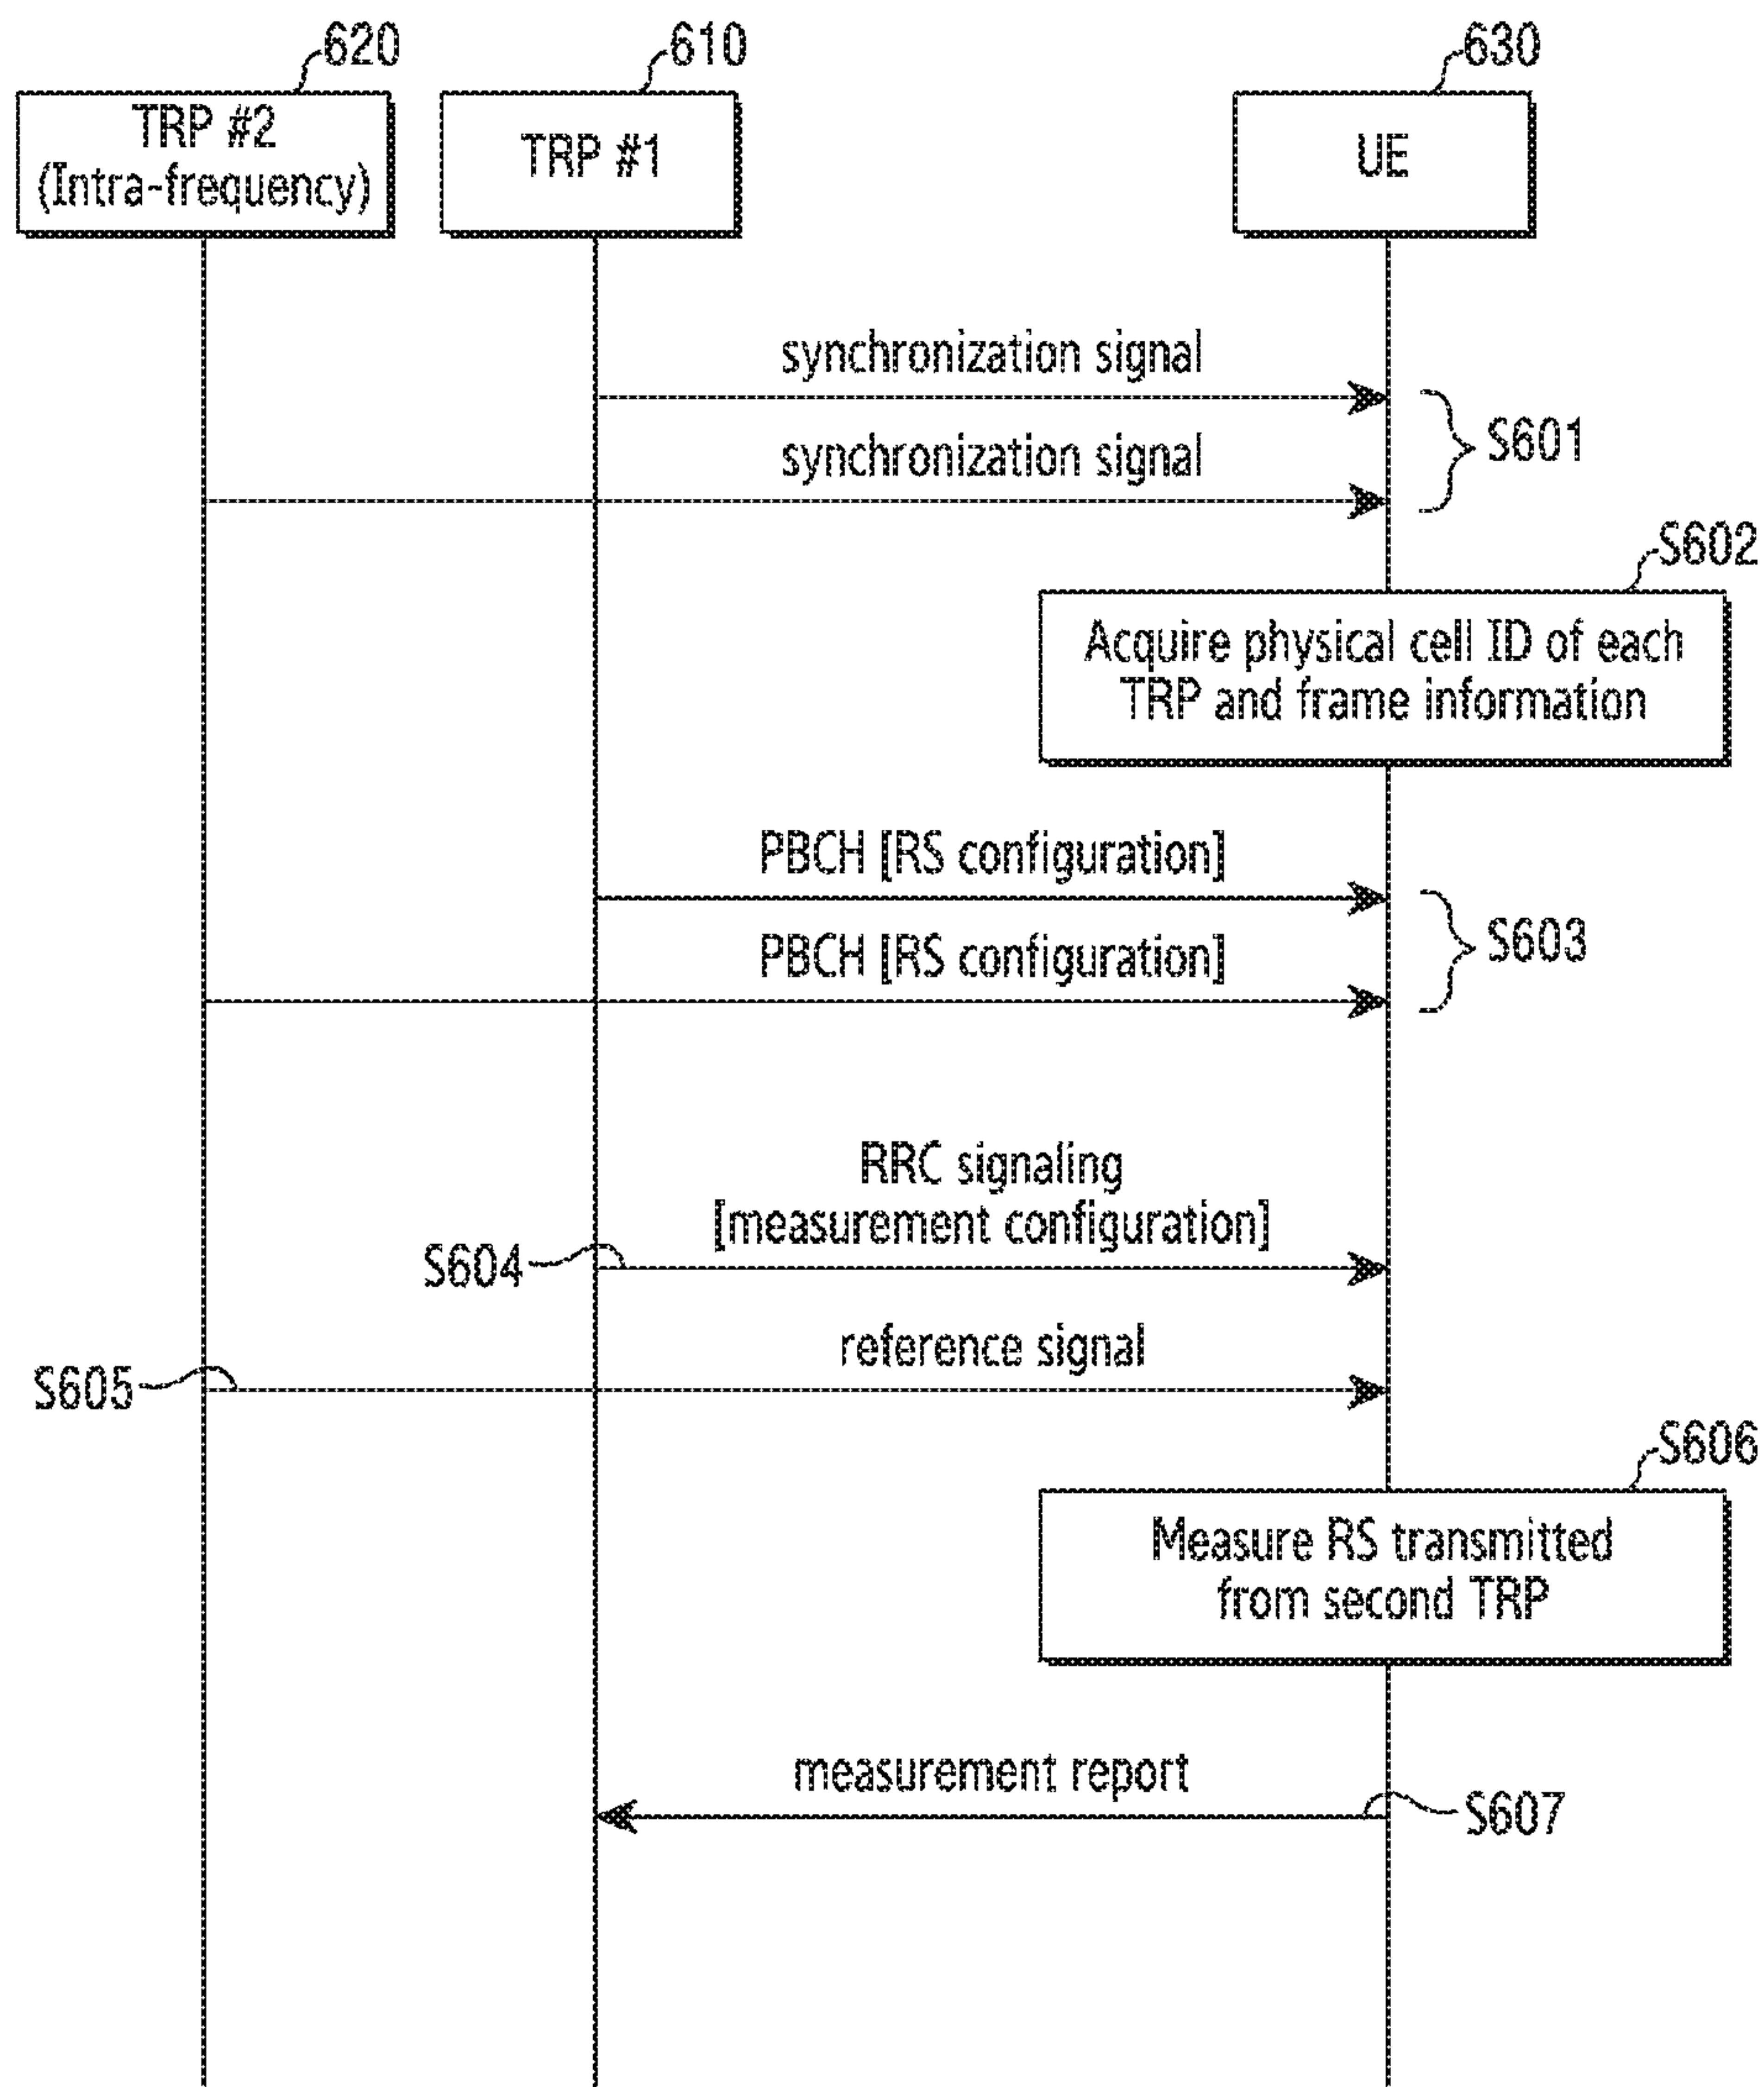 620
610
630
TRP #2
(Intra-frequency)
TRP #1
UE
synchronization signal
synchronization signal
S601
S602
Acquire physical cell ID of each
TRP and frame information
PBCH [RS configuration]
PBCH [RS configuration]
S603
RRC signaling
[measurement configuration]
S604
reference signal
S605
S606
Measure RS transmitted
from second TRP
measurement report
S607